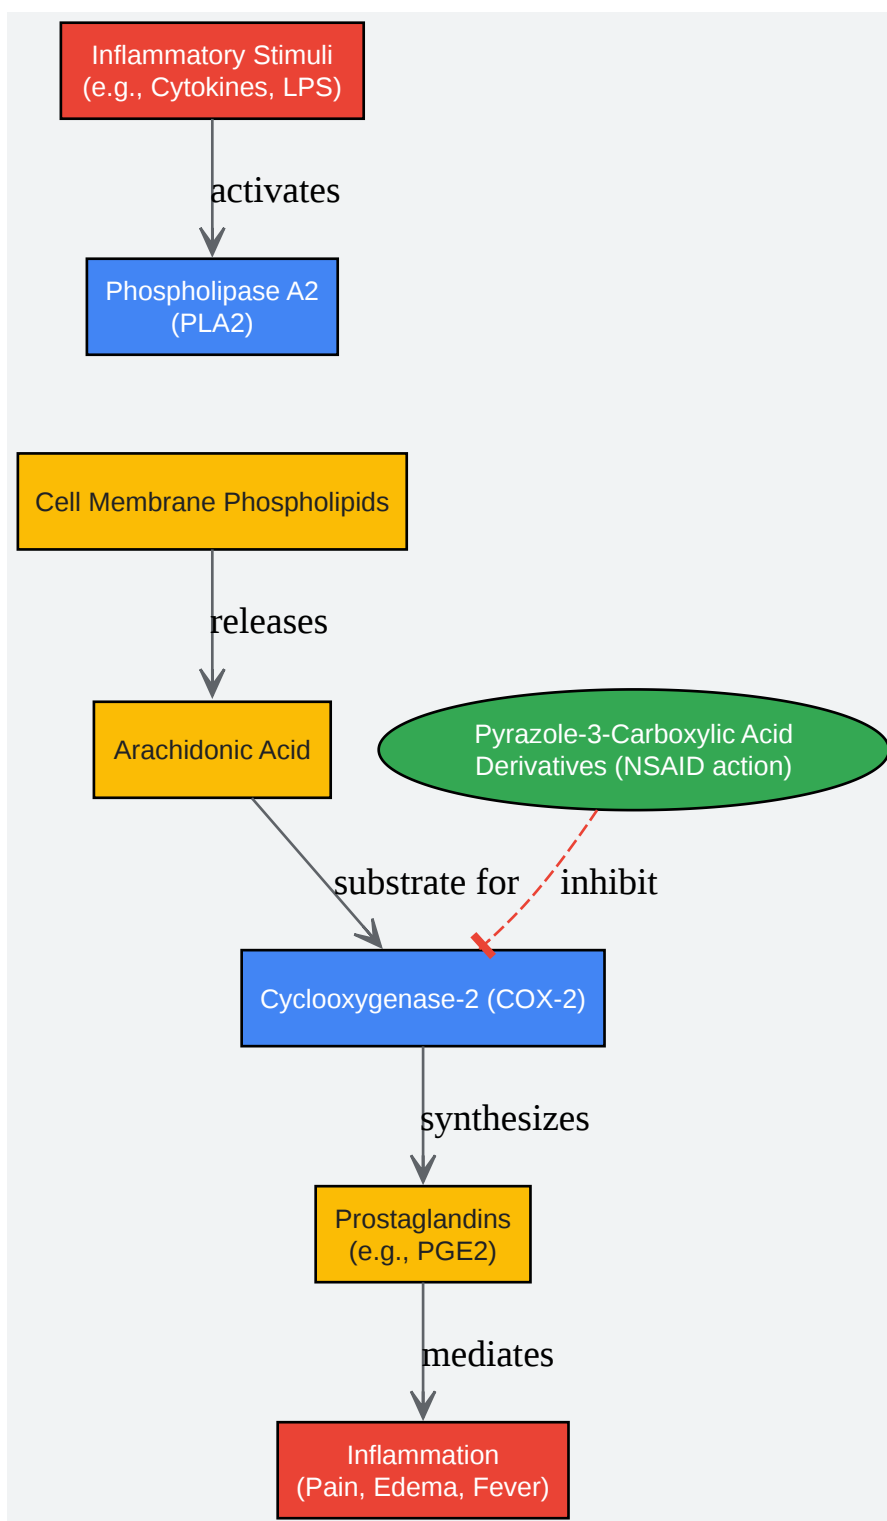 Inflammatory Stimuli
(e.g., Cytokines, LPS)
activates
Phospholipase A2
(PLA2)
Cell Membrane Phospholipids
releases
Arachidonic Acid
Pyrazole-3-Carboxylic Acid
Derivatives (NSAID action)
substrate for
inhibit
Cyclooxygenase-2 (COX-2)
synthesizes
Prostaglandins
(e.g., PGE2)
mediates
Inflammation
(Pain, Edema, Fever)